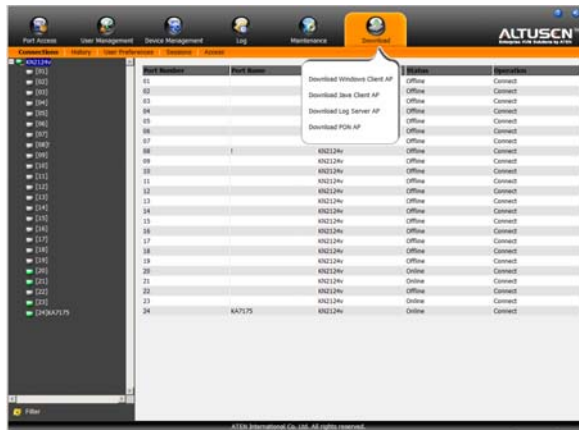 Port Access User Management Device Management Log Maintenance Download
ALTUSCN™
Enterprise KVM Solutions by ATEN
Connections History User Preferences Sessions Access
KN2124v
[01]
[02]
[03]
[04]
[05]
[06]
[07]
[08]!
[09]
[10]
[11]
[12]
[13]
[14]
[15]
[16]
[17]
[18]
[19]
[20]
[21]
[22]
[23]
[24]KA7175
Filter
Port Number Port Name Status Operation
Download Windows Client AP
Download Java Client AP
Download Log Server AP
Download PON AP
01 Offline Connect
02 Offline Connect
03 Offline Connect
04 Offline Connect
05 Offline Connect
06 Offline Connect
07 Offline Connect
08 ! KN2124v Offline Connect
09 KN2124v Offline Connect
10 KN2124v Offline Connect
11 KN2124v Offline Connect
12 KN2124v Offline Connect
13 KN2124v Offline Connect
14 KN2124v Offline Connect
15 KN2124v Offline Connect
16 KN2124v Offline Connect
17 KN2124v Offline Connect
18 KN2124v Offline Connect
19 KN2124v Offline Connect
20 KN2124v Online Connect
21 KN2124v Online Connect
22 KN2124v Offline Connect
23 KN2124v Online Connect
24 KA7175 KN2124v Online Connect
ATEN International Co. Ltd. All rights reserved.